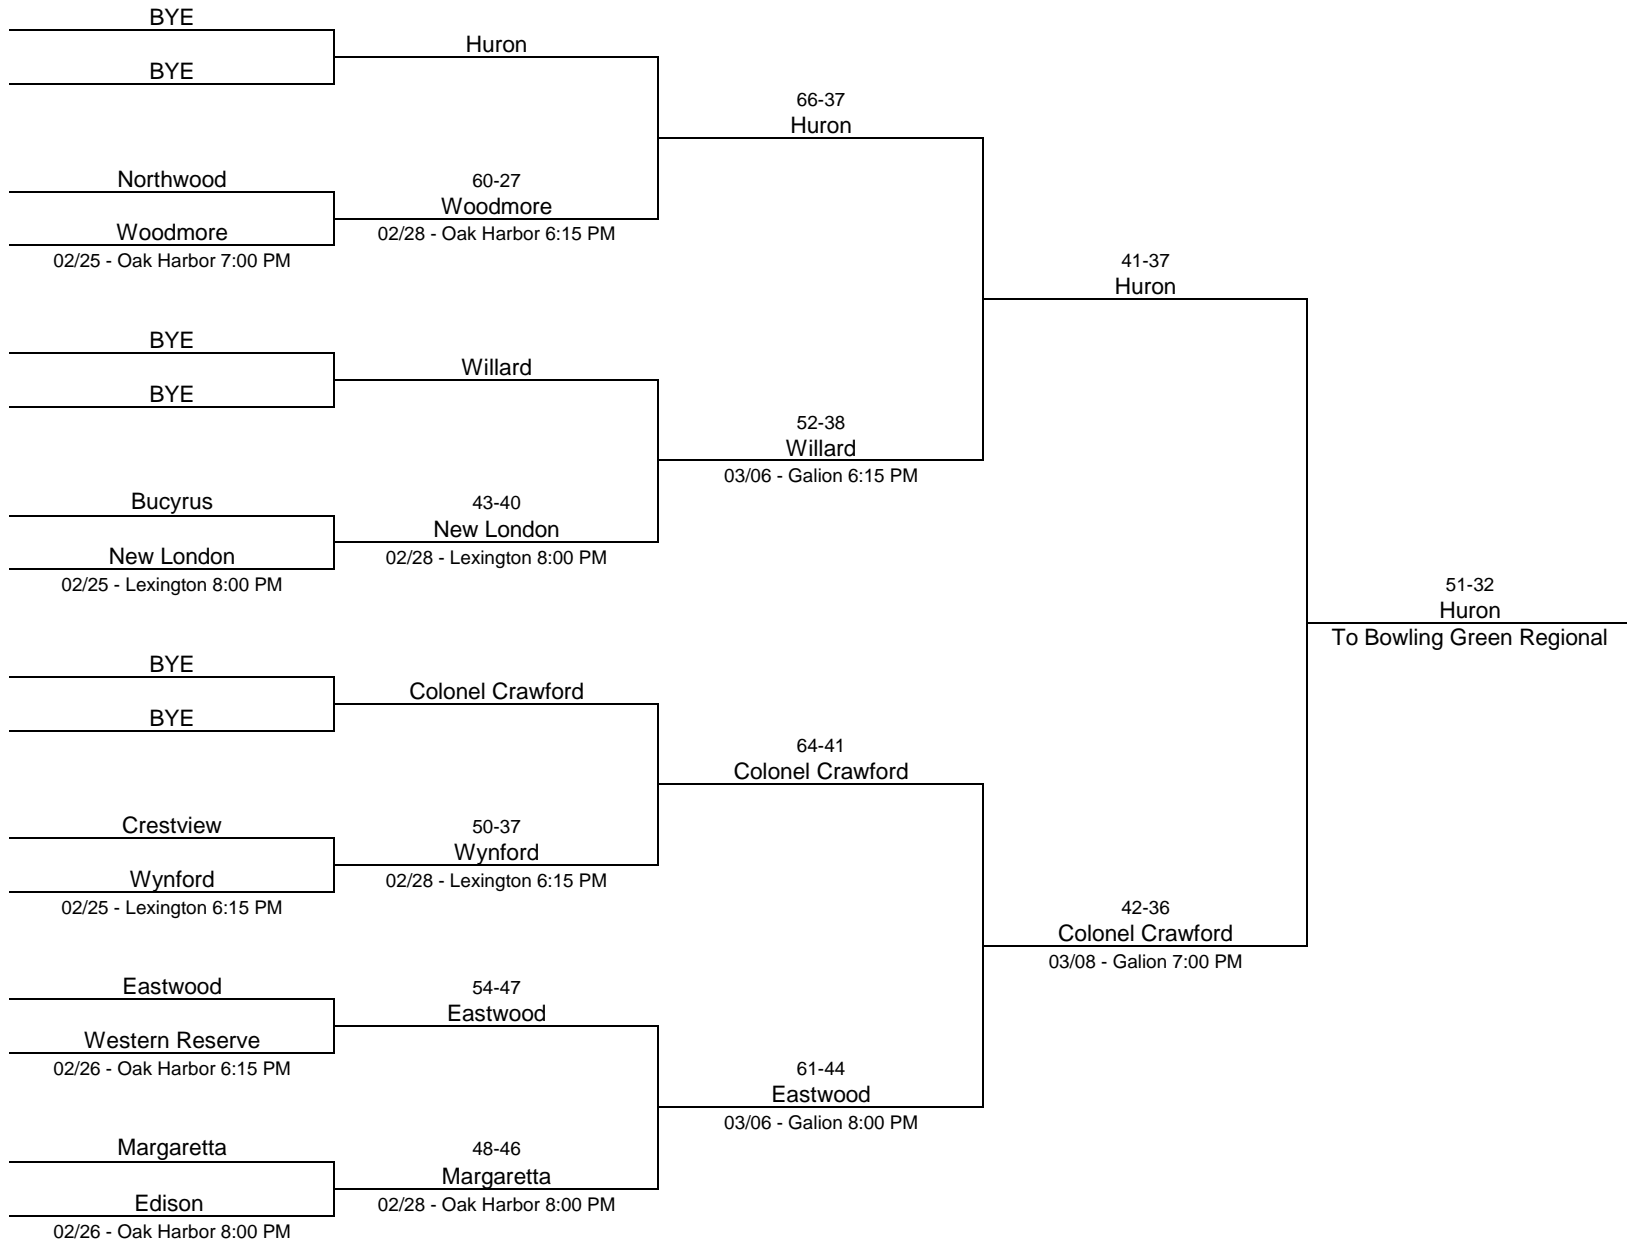 BYE
BYE
Huron
66-37
Huron
Northwood
Woodmore
02/25 - Oak Harbor 7:00 PM
60-27
Woodmore
02/28 - Oak Harbor 6:15 PM
41-37
Huron
BYE
BYE
Willard
52-38
Willard
03/06 - Galion 6:15 PM
Bucyrus
New London
02/25 - Lexington 8:00 PM
43-40
New London
02/28 - Lexington 8:00 PM
51-32
Huron
To Bowling Green Regional
BYE
BYE
Colonel Crawford
64-41
Colonel Crawford
Crestview
Wynford
02/25 - Lexington 6:15 PM
50-37
Wynford
02/28 - Lexington 6:15 PM
42-36
Colonel Crawford
03/08 - Galion 7:00 PM
Eastwood
Western Reserve
02/26 - Oak Harbor 6:15 PM
54-47
Eastwood
61-44
Eastwood
03/06 - Galion 8:00 PM
Margaretta
Edison
02/26 - Oak Harbor 8:00 PM
48-46
Margaretta
02/28 - Oak Harbor 8:00 PM